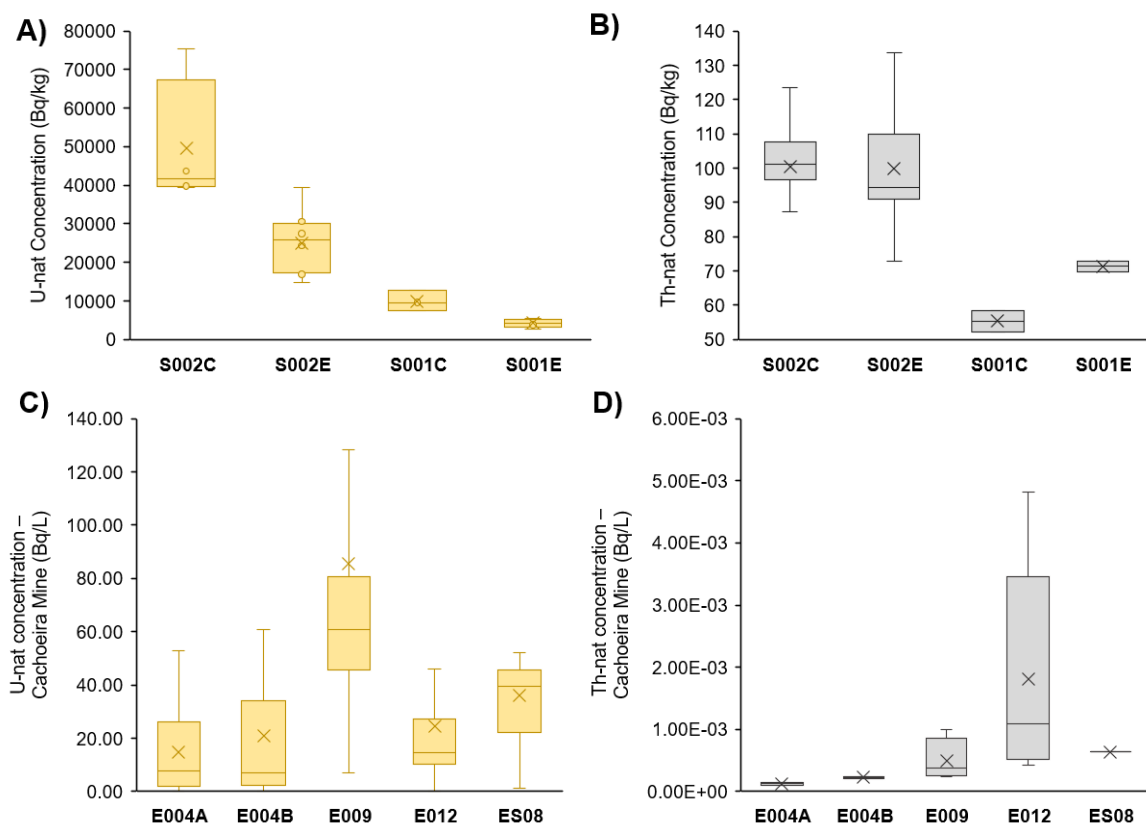 A)
U-nat Concentration (Bq/kg)
80000
70000
60000
50000
40000
30000
20000
10000
0
S002C S002E S001C S001E
B)
Th-nat Concentration (Bq/kg)
140
130
120
110
100
90
80
70
60
50
S002C S002E S001C S001E
C)
U-nat concentration –
Cachoeira Mine (Bq/L)
140.00
120.00
100.00
80.00
60.00
40.00
20.00
0.00
E004A E004B E009 E012 ES08
D)
Th-nat concentration –
Cachoeira Mine (Bq/L)
6.00E-03
5.00E-03
4.00E-03
3.00E-03
2.00E-03
1.00E-03
0.00E+00
E004A E004B E009 E012 ES08